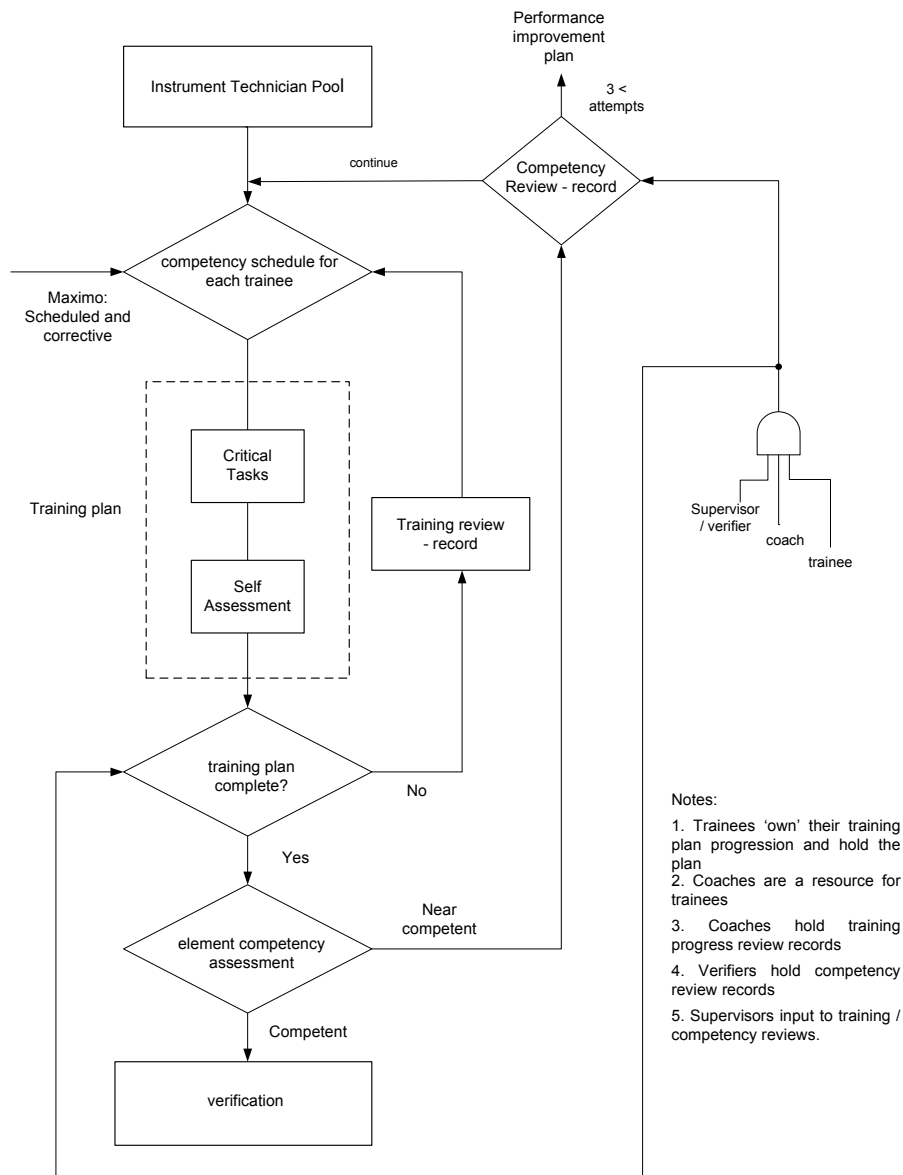 Performance
improvement
plan
Instrument Technician Pool
3 <
attempts
continue
Competency
Review - record
competency schedule for
each trainee
Maximo:
Scheduled and
corrective
Critical
Tasks
Training plan
Training review
- record
Supervisor
/ verifier
coach
trainee
Self
Assessment
training plan
complete?
No
Yes
Near
competent
element competency
assessment
Competent
verification
Notes:
1. Trainees ‘own’ their training
plan progression and hold the
plan
2. Coaches are a resource for
trainees
3. Coaches hold training
progress review records
4. Verifiers hold competency
review records
5. Supervisors input to training /
competency reviews.